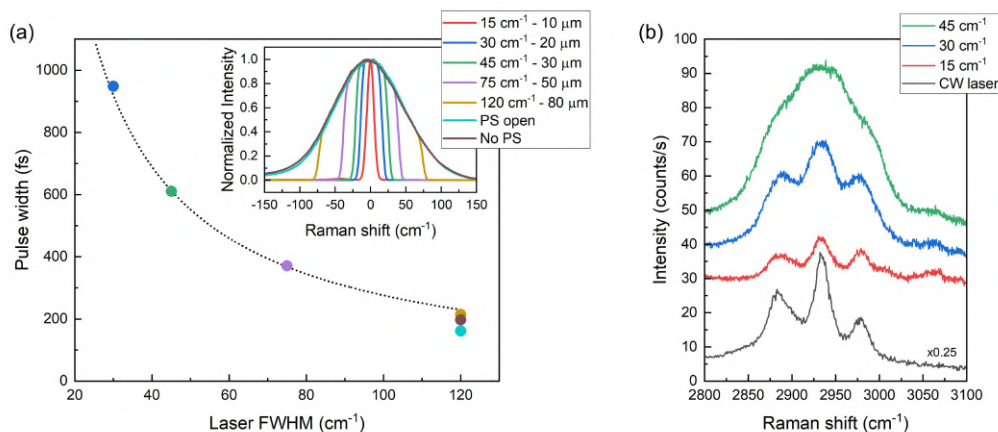 (a)
Pulse width (fs)
1000
800
600
400
200
0
20 40 60 80 100 120
Laser FWHM (cm⁻¹)
Normalized Intensity
1.0
0.8
0.6
0.4
0.2
0.0
-150 -100 -50 0 50 100 150
Raman shift (cm⁻¹)
15 cm⁻¹ - 10 μm
30 cm⁻¹ - 20 μm
45 cm⁻¹ - 30 μm
75 cm⁻¹ - 50 μm
120 cm⁻¹ - 80 μm
PS open
No PS
(b)
Intensity (counts/s)
100
90
80
70
60
50
40
30
20
10
0
2800 2850 2900 2950 3000 3050 3100
Raman shift (cm⁻¹)
45 cm⁻¹
30 cm⁻¹
15 cm⁻¹
CW laser
x0.25